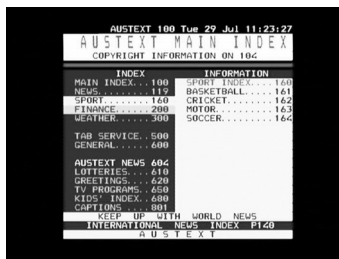 AUSTEXT 100 Tue 29 Jul 11:23:27
AUSTEXT MAIN INDEX
COPYRIGHT INFORMATION ON 104
INDEX
MAIN INDEX...100
NEWS.........119
SPORT........160
FINANCE......200
WEATHER......300
TAB SERVICE..500
GENERAL......600
AUSTEXT NEWS 604
LOTTERIES....610
GREETINGS....620
TV PROGRAMS..650
KIDS' INDEX..680
CAPTIONS ....801
INFORMATION
SPORT INDEX.....160
BASKETBALL......161
CRICKET.........162
MOTOR...........163
SOCCER..........164
KEEP UP WITH WORLD NEWS
INTERNATIONAL NEWS INDEX P140
AUSTEXT